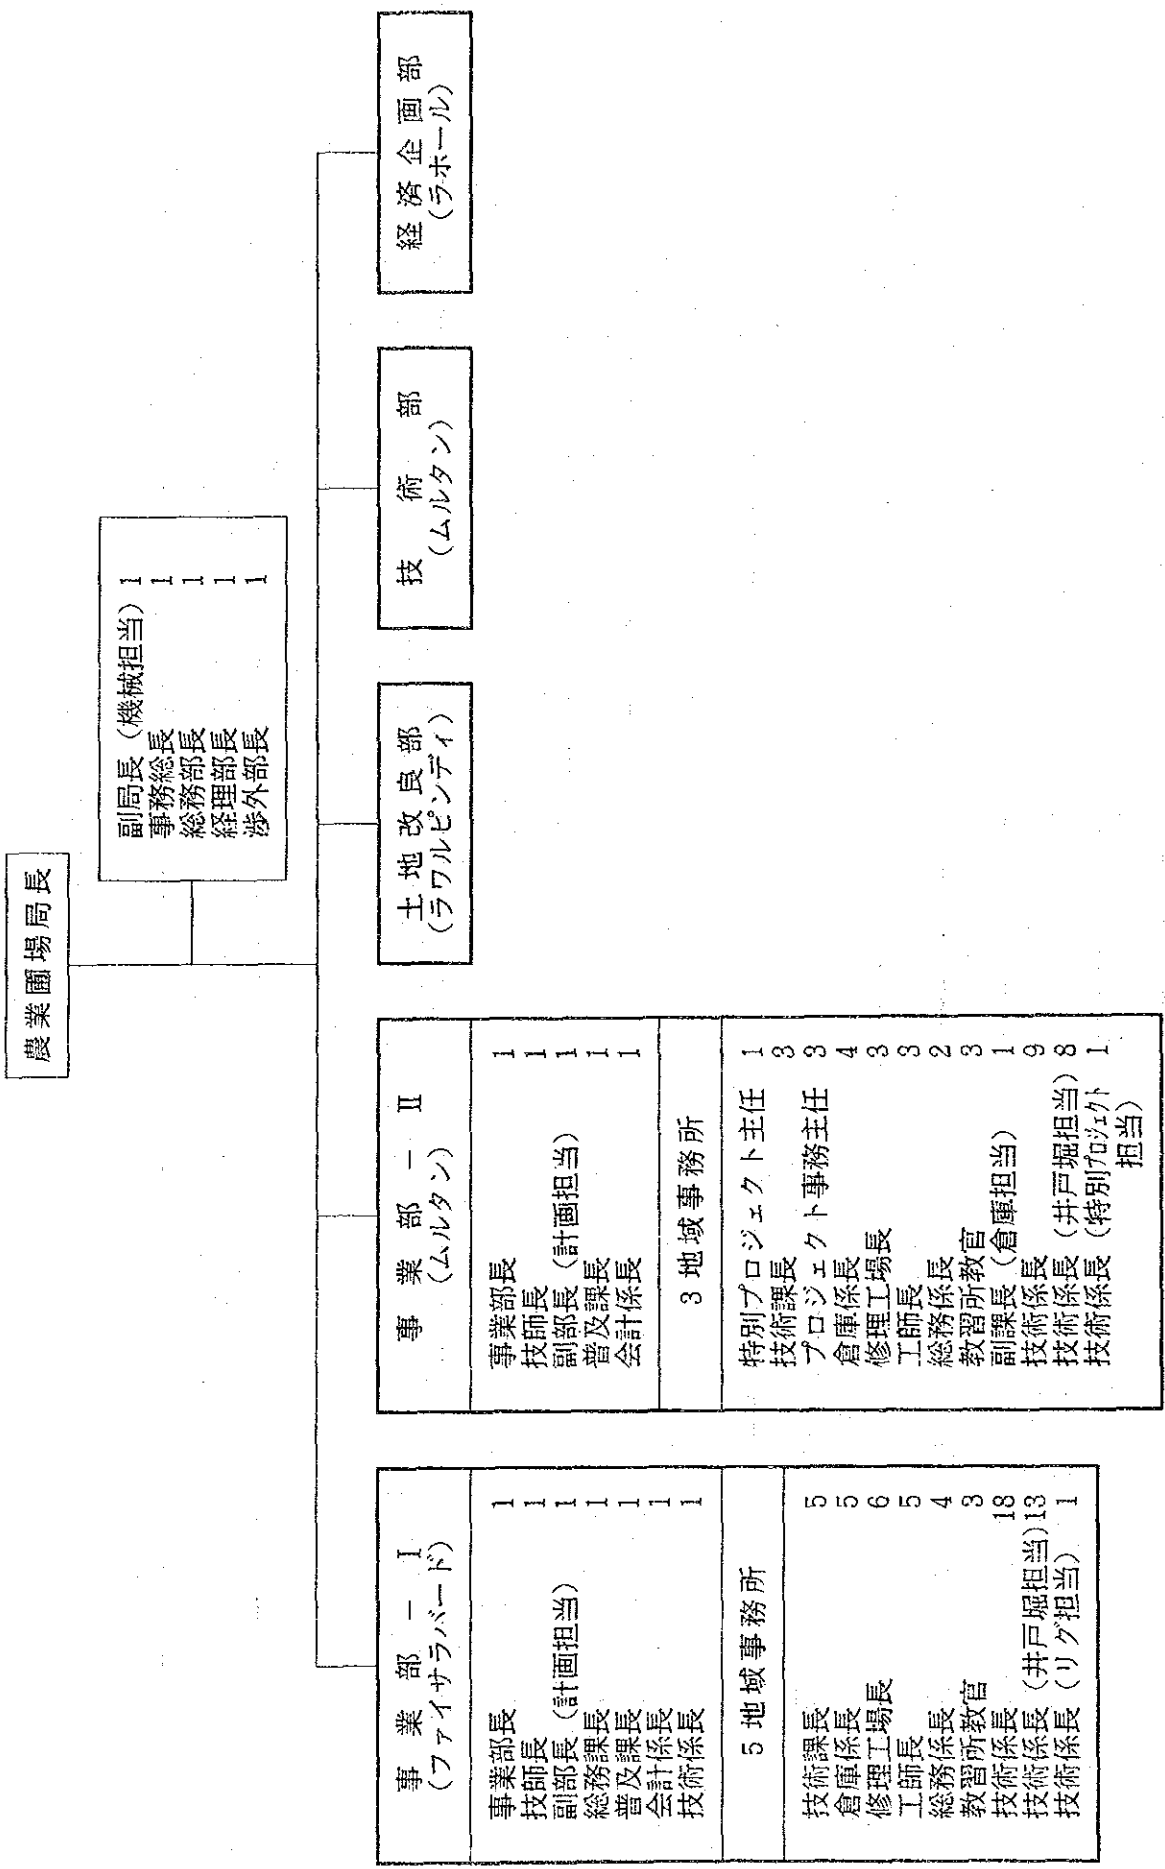 農業圃場局長
副局長 (機械担当) 1
事務総長 1
総務部長 1
経理部長 1
渉外部長 1
事業部－Ⅰ
(ファイサラバード)
事業部長 1
技師長 1
副部長 (計画担当) 1
総務課長 1
普及課長 1
会計係長 1
技術係長 1
5 地域事務所
技術課長 5
倉庫係長 5
修理工場長 6
工師長 5
総務係長 4
教習所教官 3
技術係長 18
技術係長 (井戸堀担当) 13
技術係長 (リグ担当) 1
事業部－Ⅱ
(ムルタン)
事業部長 1
技師長 1
副部長 (計画担当) 1
普及課長 1
会計係長 1
3 地域事務所
特別プロジェクト主任 1
技術課長 3
プロジェクト事務主任 3
倉庫係長 4
修理工場長 3
工師長 3
総務係長 2
教習所教官 3
副課長 (倉庫担当) 1
技術係長 9
技術係長 (井戸堀担当) 8
技術係長 (特別プロジェクト 1
担当)
土地改良部
(ラワルピンディ)
技術部
(ムルタン)
経済企画部
(ラホール)